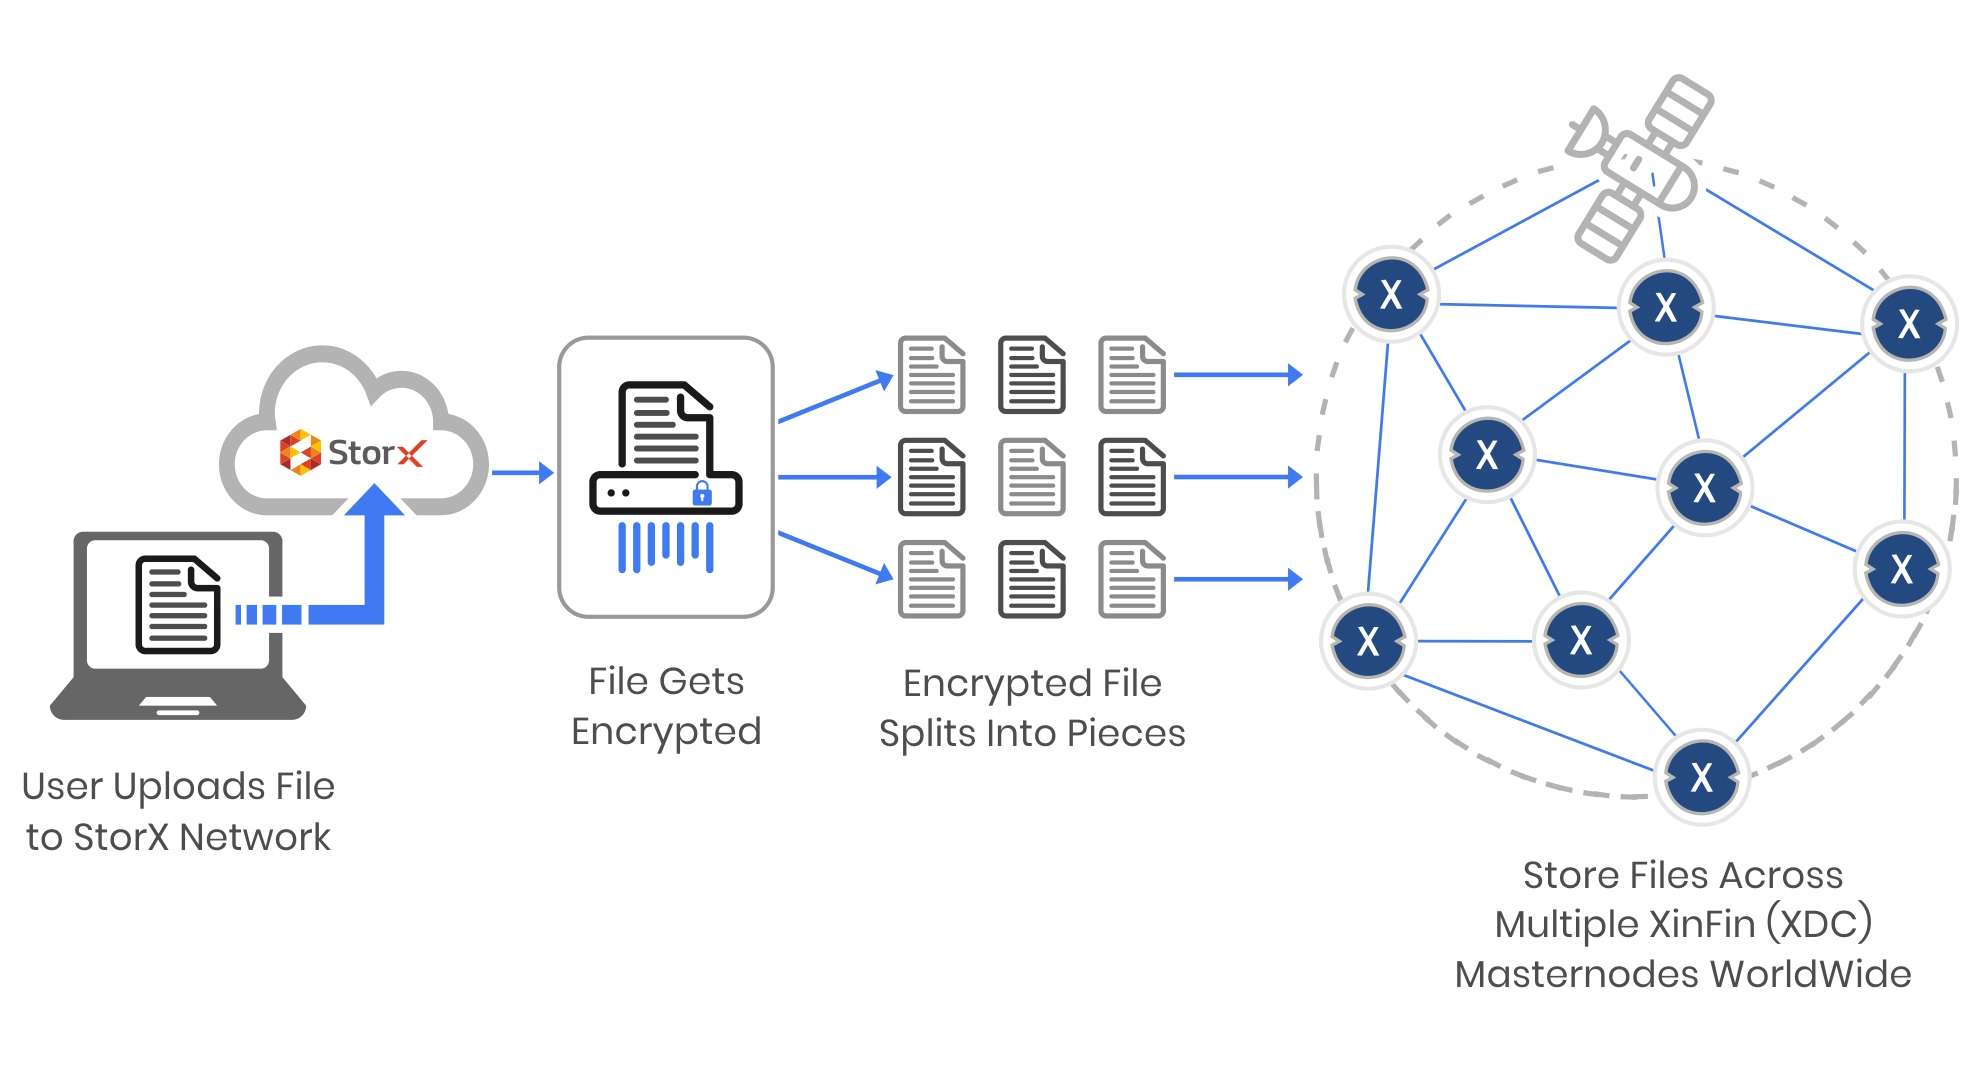 StorX
User Uploads File
to StorX Network
File Gets
Encrypted
Encrypted File
Splits Into Pieces
X
X
X
X
X
X
X
X
X
Store Files Across
Multiple XinFin (XDC)
Masternodes WorldWide